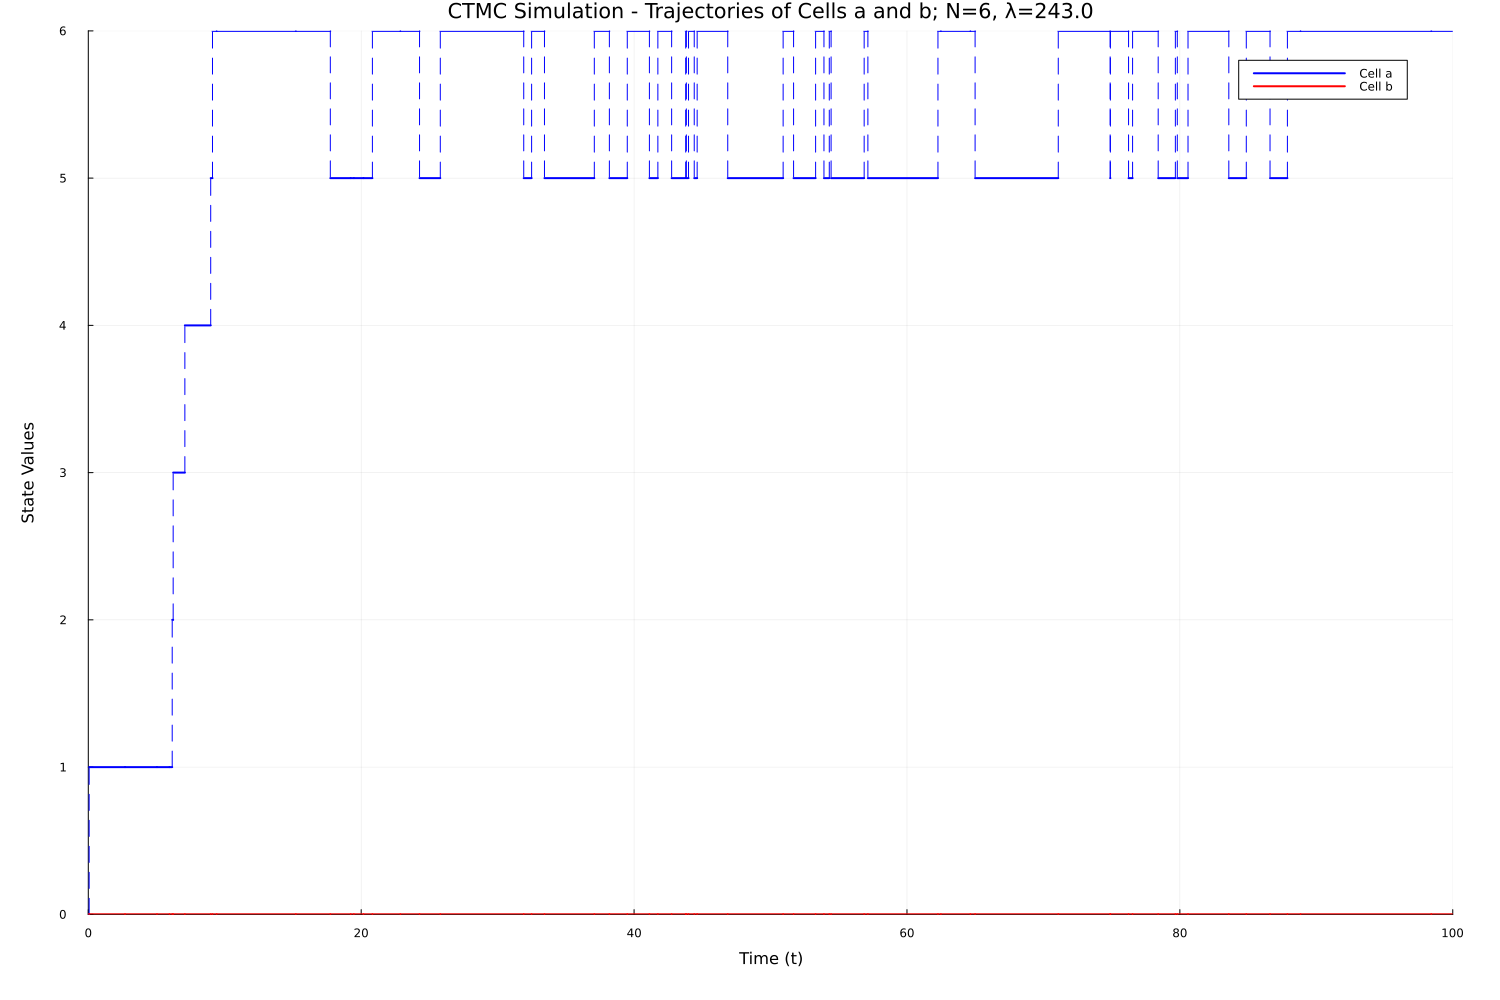 CTMC Simulation - Trajectories of Cells a and b; N=6, λ=243.0
6
Cell a
Cell b
5
4
3
State Values
2
1
0
0 20 40 60 80 100
Time (t)